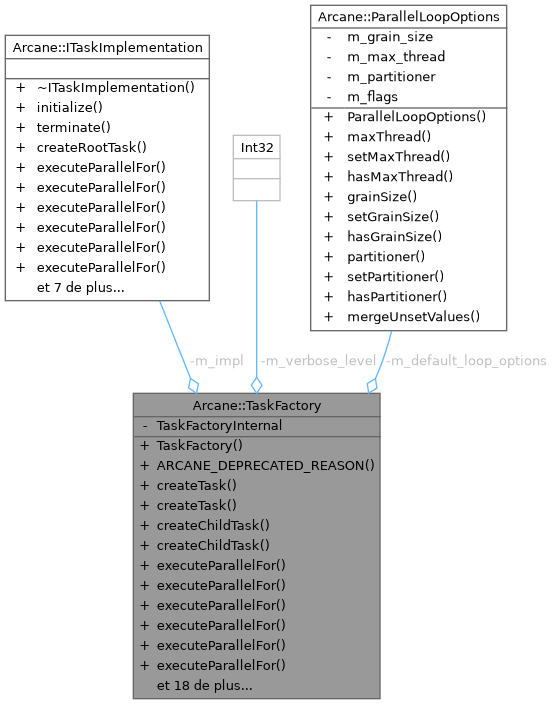 Arcane::ITaskImplementation
+ ~ITaskImplementation()
+ initialize()
+ terminate()
+ createRootTask()
+ executeParallelFor()
+ executeParallelFor()
+ executeParallelFor()
+ executeParallelFor()
+ executeParallelFor()
+ executeParallelFor()
et 7 de plus...
Int32
Arcane::ParallelLoopOptions
- m_grain_size
- m_max_thread
- m_partitioner
- m_flags
+ ParallelLoopOptions()
+ maxThread()
+ setMaxThread()
+ hasMaxThread()
+ grainSize()
+ setGrainSize()
+ hasGrainSize()
+ partitioner()
+ setPartitioner()
+ hasPartitioner()
+ mergeUnsetValues()
-m_impl
-m_verbose_level
-m_default_loop_options
Arcane::TaskFactory
- TaskFactoryInternal
+ TaskFactory()
+ ARCANE_DEPRECATED_REASON()
+ createTask()
+ createTask()
+ createChildTask()
+ createChildTask()
+ executeParallelFor()
+ executeParallelFor()
+ executeParallelFor()
+ executeParallelFor()
+ executeParallelFor()
+ executeParallelFor()
et 18 de plus...